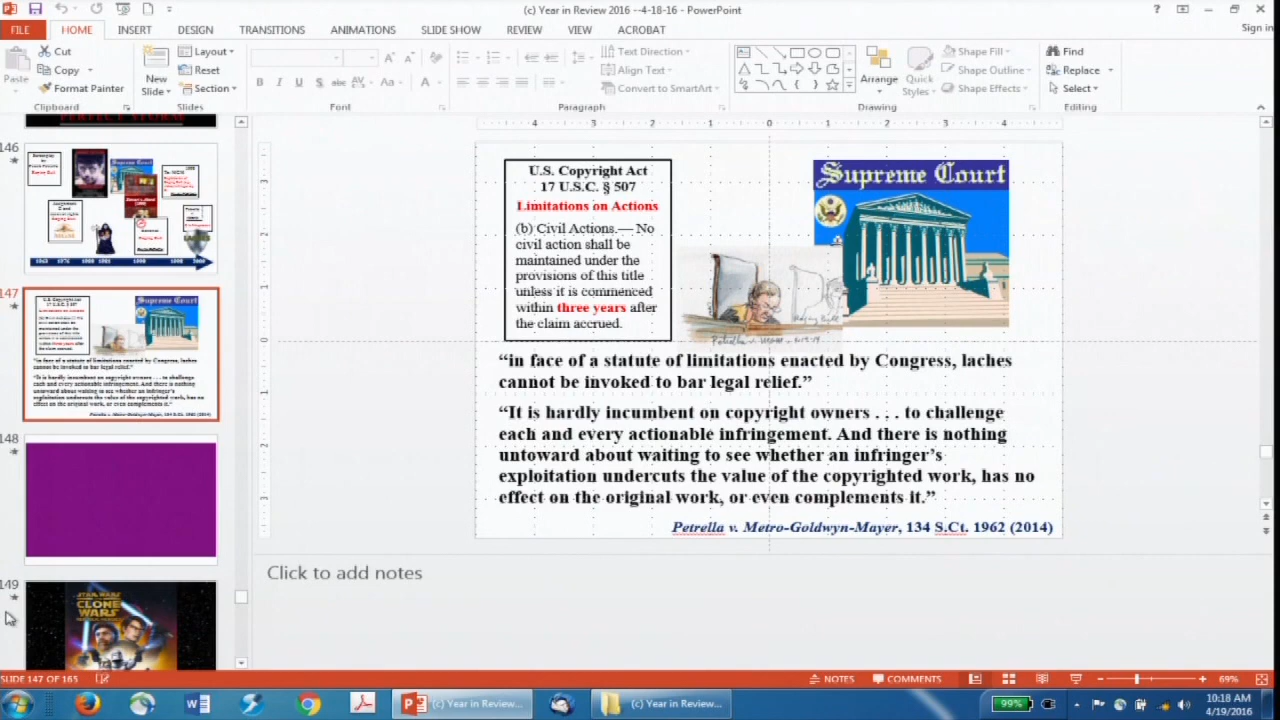 (c) Year in Review 2016 --4-18-16 - PowerPoint
FILE
HOME
INSERT
DESIGN
TRANSITIONS
ANIMATIONS
SLIDE SHOW
REVIEW
VIEW
ACROBAT
Sign in
Paste
Cut
Copy
Format Painter
Clipboard
New Slide
Layout
Reset
Section
Slides
Font
Text Direction
Align Text
Convert to SmartArt
Paragraph
Arrange
Quick Styles
Shape Fill
Shape Outline
Shape Effects
Drawing
Find
Replace
Select
Editing
146
147
148
149
STAR WARS
CLONE
WARS
U.S. Copyright Act
17 U.S.C. § 507
Limitations on Actions
(b) Civil Actions.— No
civil action shall be
maintained under the
provisions of this title
unless it is commenced
within three years after
the claim accrued.
Supreme Court
“in face of a statute of limitations enacted by Congress, laches
cannot be invoked to bar legal relief.”
“It is hardly incumbent on copyright owners . . . to challenge
each and every actionable infringement. And there is nothing
untoward about waiting to see whether an infringer’s
exploitation undercuts the value of the copyrighted work, has no
effect on the original work, or even complements it.”
Petrella v. Metro-Goldwyn-Mayer, 134 S.Ct. 1962 (2014)
Click to add notes
SLIDE 147 OF 165
NOTES
COMMENTS
69%
(c) Year in Review...
(c) Year in Review...
99%
10:18 AM
4/19/2016